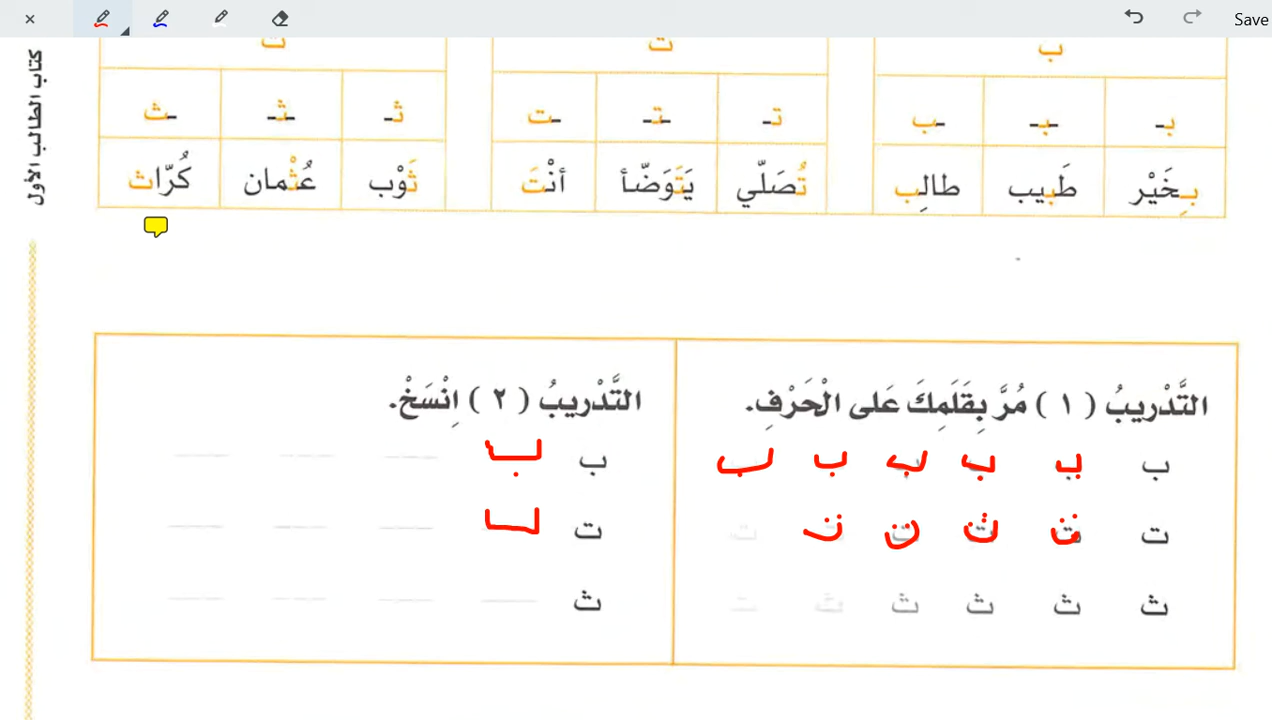 Save
كتاب الطالب الأول
ب ت ث
بـ ـبـ ـب تـ ـتـ ـت ثـ ـثـ ـث
بِخَيْر طَبيب طالِب تُصَلّي يَتَوَضّأ أنْتَ ثَوْب عُثْمان كُرّاث
التَّدْريبُ ( ١ ) مُرَّ بِقَلَمِكَ عَلى الْحَرْفِ.
ب ب ب ب ب ب
ت ت ت ت ت ت
ث ث ث ث ث ث
التَّدْريبُ ( ٢ ) اِنْسَخْ.
ب ب
ت
ث